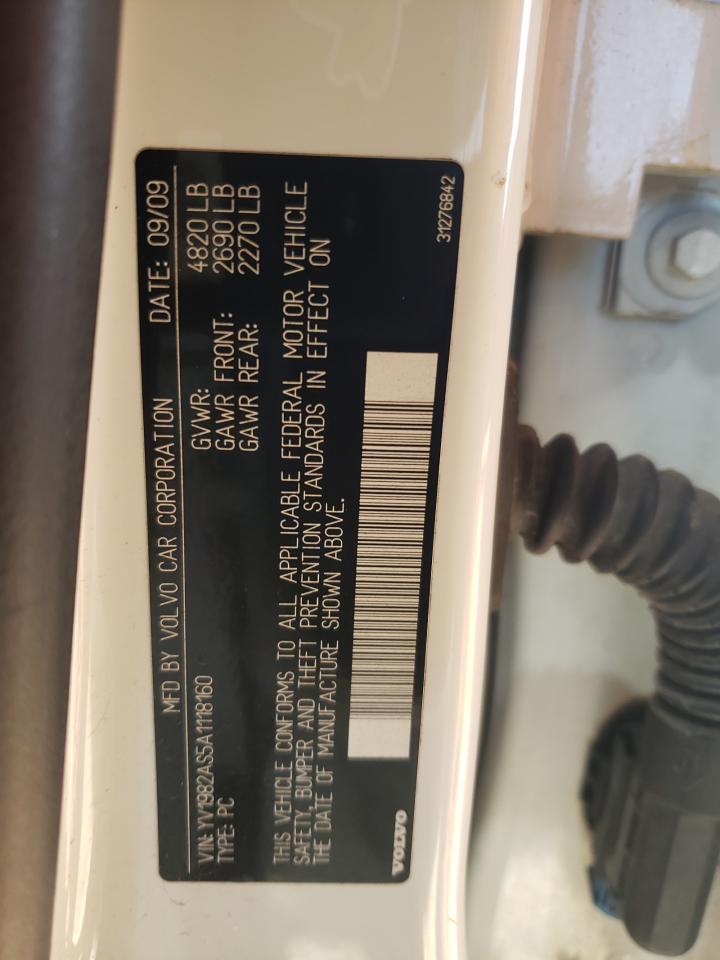 MFD BY VOLVO CAR CORPORATION DATE: 09/09
GVWR: 4820 LB
GAWR FRONT: 2690 LB
GAWR REAR: 2270 LB
VIN: YV1982AS5A1118160
TYPE: PC
THIS VEHICLE CONFORMS TO ALL APPLICABLE FEDERAL MOTOR VEHICLE
SAFETY, BUMPER AND THEFT PREVENTION STANDARDS IN EFFECT ON
THE DATE OF MANUFACTURE SHOWN ABOVE.
VOLVO
31276842